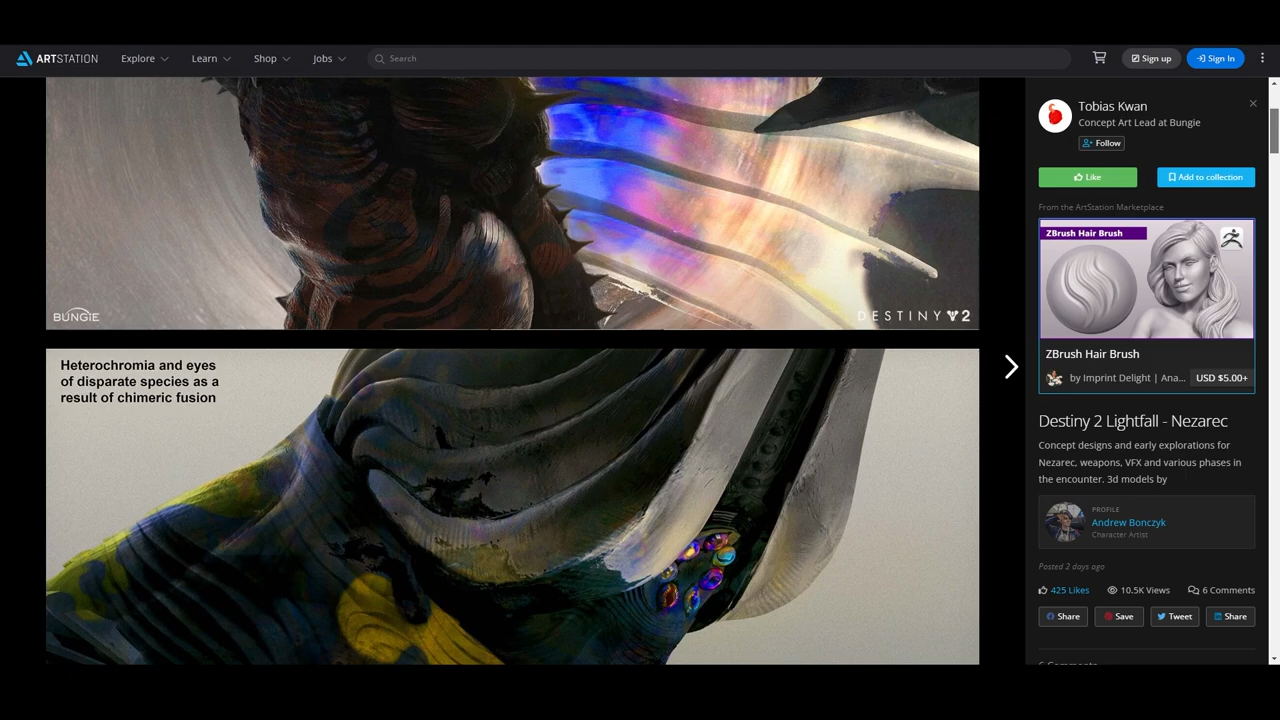 ARTSTATION Explore Learn Shop Jobs Search Sign up Sign In
BUNGIE
DESTINY 2
Heterochromia and eyes
of disparate species as a
result of chimeric fusion
Tobias Kwan
Concept Art Lead at Bungie
Follow
Like Add to collection
From the ArtStation Marketplace
ZBrush Hair Brush
ZBrush Hair Brush
by Imprint Delight | Ana... USD $5.00+
Destiny 2 Lightfall - Nezarec
Concept designs and early explorations for
Nezarec, weapons, VFX and various phases in
the encounter. 3d models by
PROFILE
Andrew Bonczyk
Character Artist
Posted 2 days ago
425 Likes 10.5K Views 6 Comments
Share Save Tweet Share
6 Comments